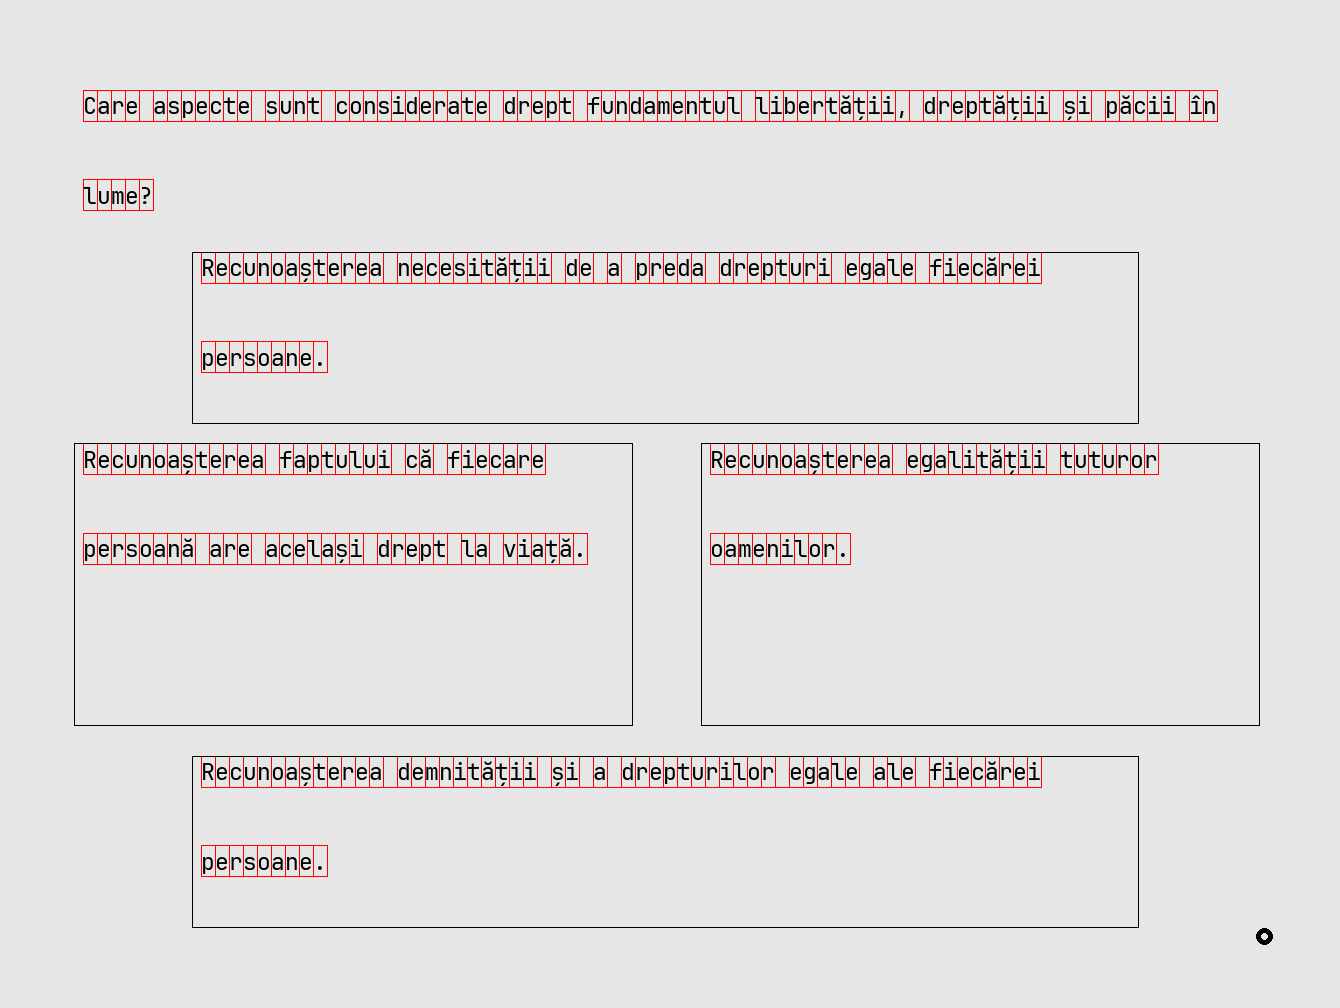 Care aspecte sunt considerate drept fundamentul libertății, dreptății și păcii în
lume?
Recunoașterea necesității de a preda drepturi egale fiecărei
persoane.
Recunoașterea faptului că fiecare
persoană are același drept la viață.
Recunoașterea egalității tuturor
oamenilor.
Recunoașterea demnității și a drepturilor egale ale fiecărei
persoane.